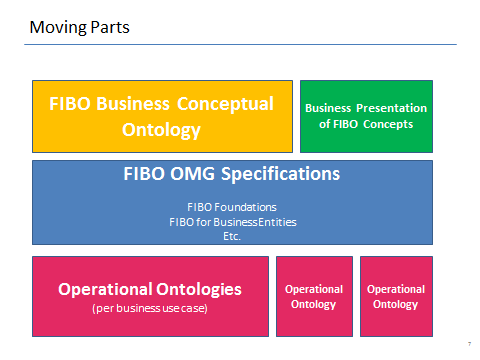 Moving Parts
FIBO Business Conceptual
Ontology
Business Presentation
of FIBO Concepts
FIBO OMG Specifications
FIBO Foundations
FIBO for BusinessEntities
Etc.
Operational Ontologies
(per business use case)
Operational
Ontology
Operational
Ontology
7